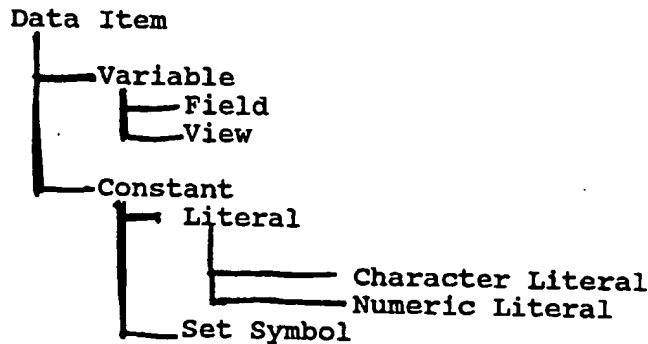 Data Item
Variable
Field
View
Constant
Literal
Character Literal
Numeric Literal
Set Symbol